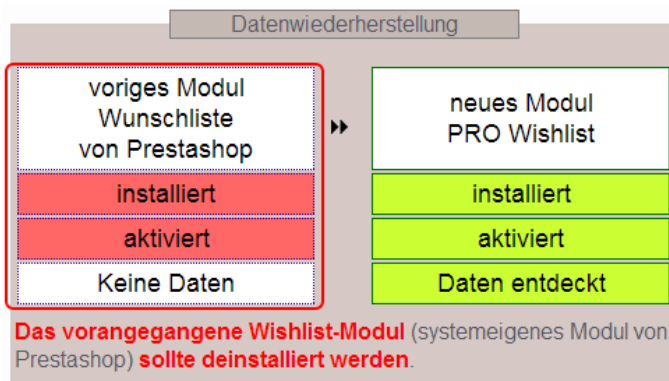 Datenwiederherstellung
voriges Modul
Wunschliste
von Prestashop
installiert
aktiviert
Keine Daten
neues Modul
PRO Wishlist
installiert
aktiviert
Daten entdeckt
Das vorangegangene Wishlist-Modul (systemeigenes Modul von
Prestashop) sollte deinstalliert werden.